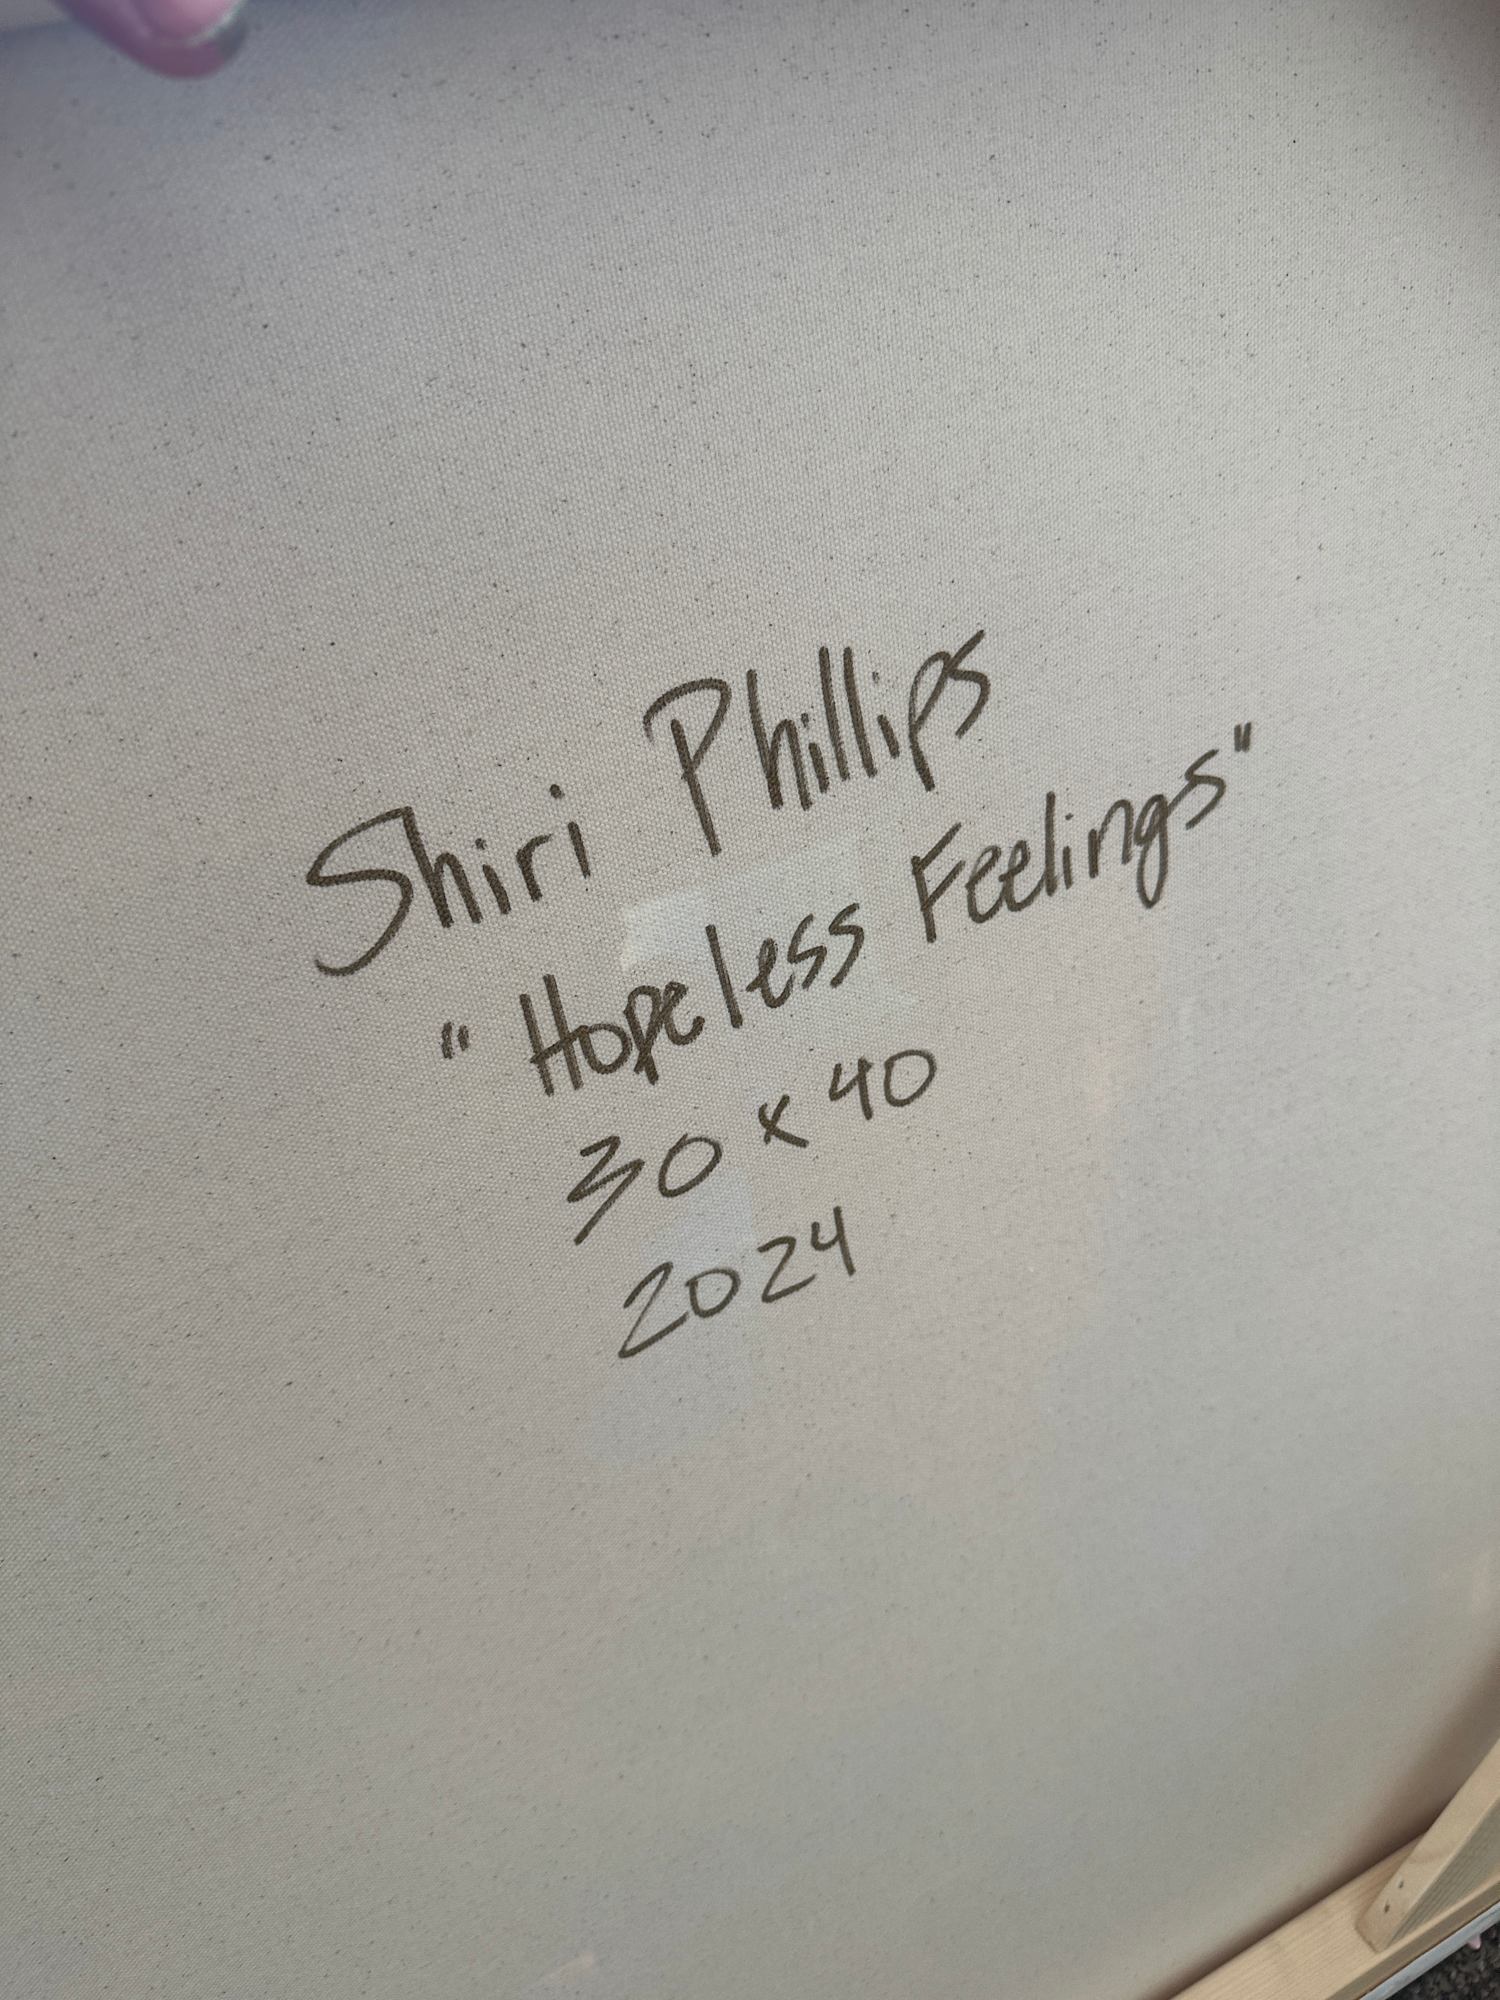 Shiri Phillips
"Hopeless Feelings"
30 x 40
2024